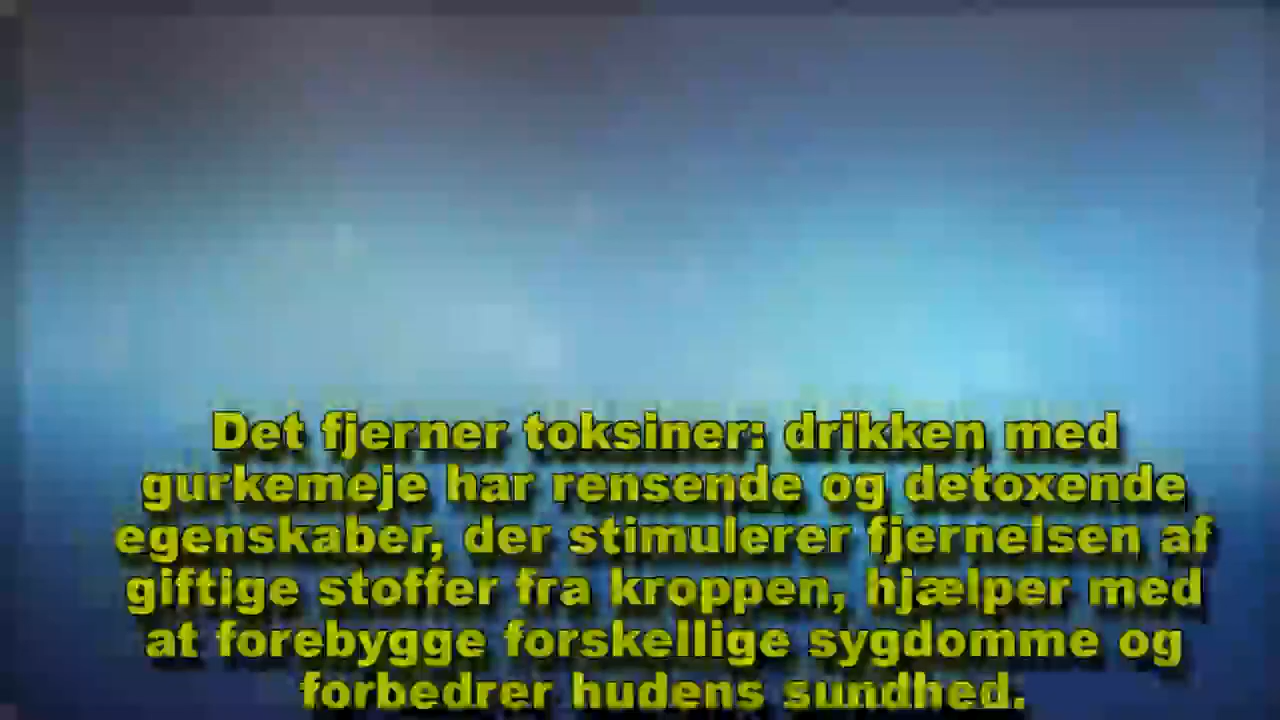 Det fjerner toksiner: drikken med
gurkemeje har rensende og detoxende
egenskaber, der stimulerer fjernelsen af
giftige stoffer fra kroppen, hjælper med
at forebygge forskellige sygdomme og
forbedrer hudens sundhed.